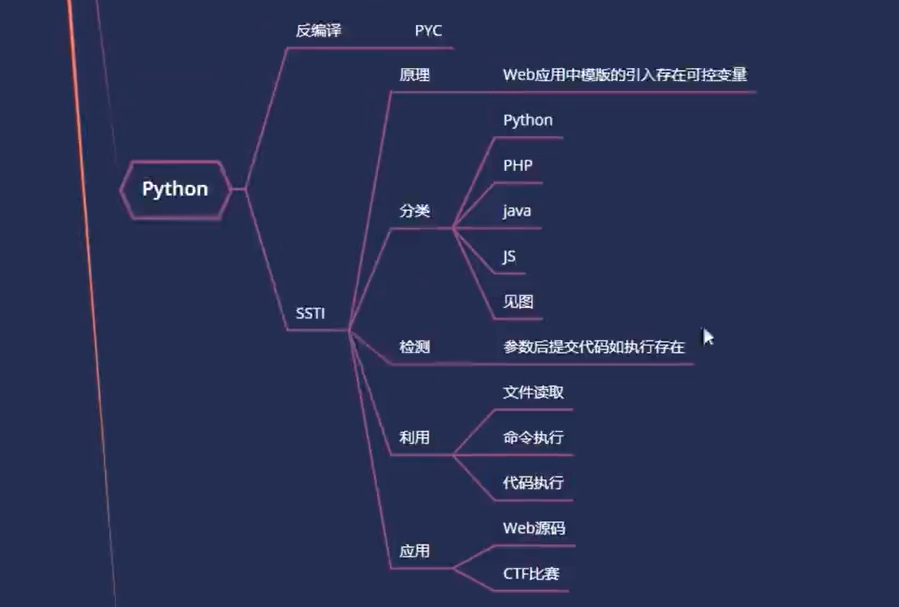 反编译 PYC
原理 Web应用中模版的引入存在可控变量
Python
PHP
Python
分类 java
JS
见图
SSTI
检测 参数后提交代码如执行存在
文件读取
利用 命令执行
代码执行
Web源码
应用
CTF比赛